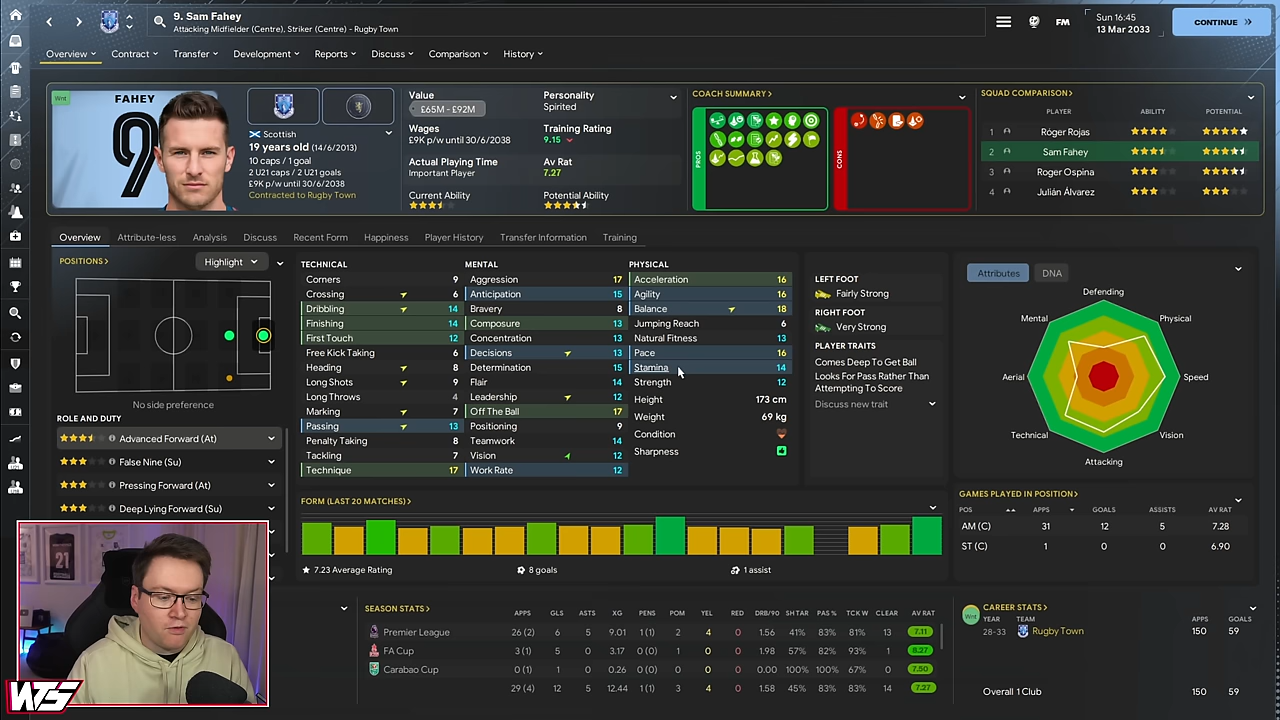 9. Sam Fahey
Attacking Midfielder (Centre), Striker (Centre) - Rugby Town
FM
Sun 16:45
13 Mar 2033
CONTINUE
Overview Contract Transfer Development Reports Discuss Comparison History
Wnt
FAHEY
9
Scottish
19 years old (14/6/2013)
10 caps / 1 goal
2 U21 caps / 2 U21 goals
£9K p/w until 30/6/2038
Contracted to Rugby Town
Value
£65M - £92M
Wages
£9K p/w until 30/6/2038
Actual Playing Time
Important Player
Current Ability
Personality
Spirited
Training Rating
9.15
Av Rat
7.27
Potential Ability
COACH SUMMARY >
PROS
CONS
SQUAD COMPARISON >
PLAYER ABILITY POTENTIAL
1 Róger Rojas
2 Sam Fahey
3 Roger Ospina
4 Julián Álvarez
Overview Attribute-less Analysis Discuss Recent Form Happiness Player History Transfer Information Training
POSITIONS >
Highlight
No side preference
ROLE AND DUTY
Advanced Forward (At)
False Nine (Su)
Pressing Forward (At)
Deep Lying Forward (Su)
TECHNICAL
Corners 9
Crossing 6
Dribbling 14
Finishing 14
First Touch 12
Free Kick Taking 6
Heading 8
Long Shots 9
Long Throws 4
Marking 7
Passing 13
Penalty Taking 8
Tackling 7
Technique 17
MENTAL
Aggression 17
Anticipation 15
Bravery 8
Composure 13
Concentration 13
Decisions 13
Determination 15
Flair 14
Leadership 12
Off The Ball 17
Positioning 9
Teamwork 14
Vision 12
Work Rate 12
PHYSICAL
Acceleration 16
Agility 16
Balance 18
Jumping Reach 6
Natural Fitness 13
Pace 16
Stamina 14
Strength 12
Height 173 cm
Weight 69 kg
Condition
Sharpness
LEFT FOOT
Fairly Strong
RIGHT FOOT
Very Strong
PLAYER TRAITS
Comes Deep To Get Ball
Looks For Pass Rather Than
Attempting To Score
Discuss new trait
Attributes DNA
Defending
Physical
Speed
Vision
Attacking
Technical
Aerial
Mental
FORM (LAST 20 MATCHES) >
7.23 Average Rating 8 goals 1 assist
GAMES PLAYED IN POSITION >
POS APPS GOALS ASSISTS AV RAT
AM (C) 31 12 5 7.28
ST (C) 1 0 0 6.90
SEASON STATS > APPS GLS ASTS XG PENS POM YEL RED DRB/90 SH TAR PAS % TCK W CLEAR AV RAT
Premier League 26 (2) 6 5 9.01 1 (1) 2 4 0 1.56 41% 83% 81% 13 7.11
FA Cup 3 (1) 5 0 3.17 0 (0) 1 0 0 1.98 57% 82% 93% 1 8.27
Carabao Cup 0 (1) 1 0 0.26 0 (0) 0 0 0 0.00 100% 100% 67% 0 7.50
29 (4) 12 5 12.44 1 (1) 3 4 0 1.58 45% 83% 83% 14 7.27
Wnt
CAREER STATS >
YEAR TEAM APPS GOALS
28-33 Rugby Town 150 59
Overall 1 Club 150 59
21
WTS